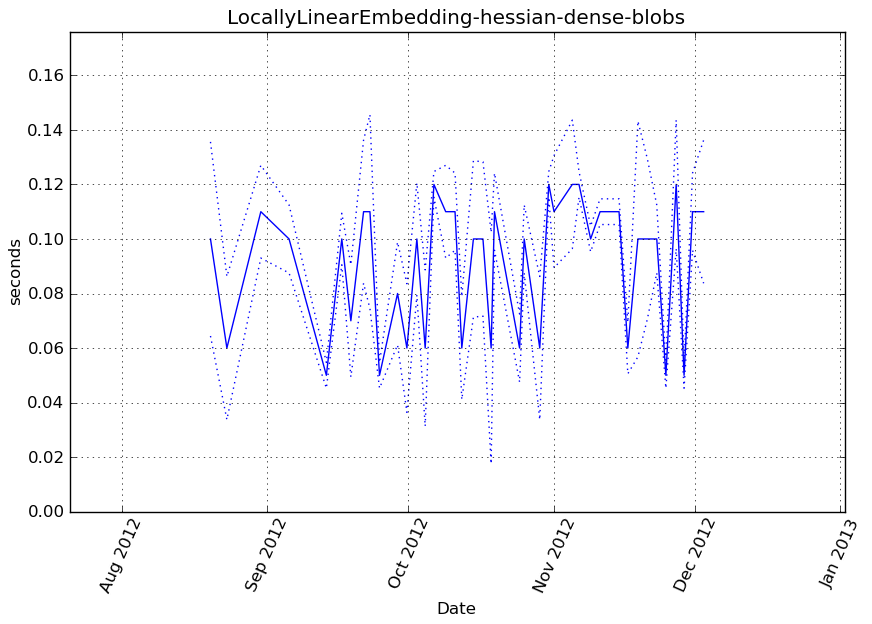 LocallyLinearEmbedding-hessian-dense-blobs
0.16
0.14
0.12
0.10
0.08
0.06
0.04
0.02
0.00
seconds
Aug 2012
Sep 2012
Oct 2012
Nov 2012
Dec 2012
Jan 2013
Date